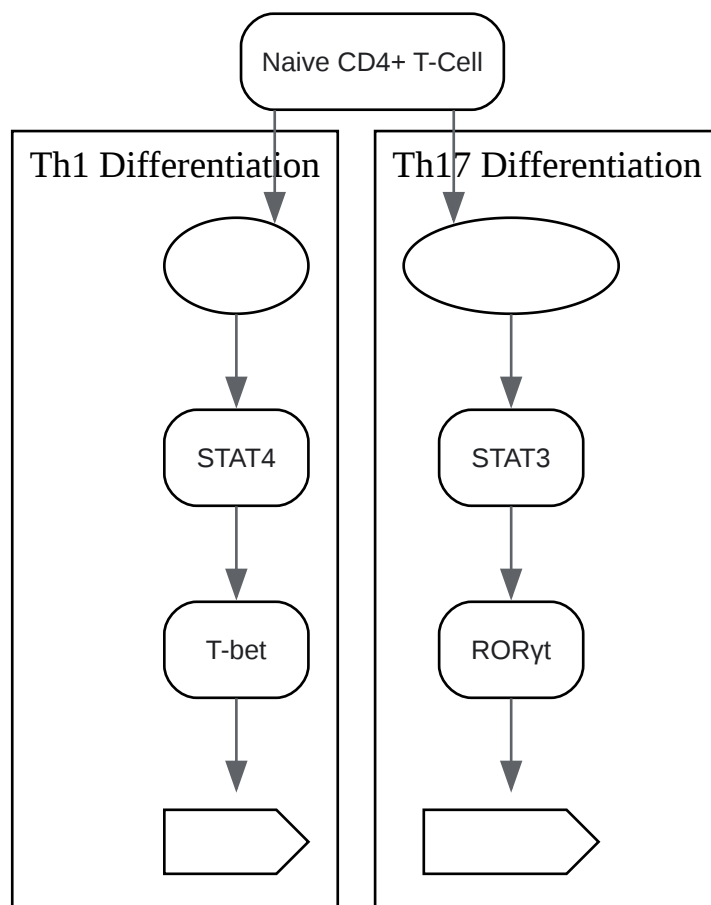 Naive CD4+ T-Cell
Th1 Differentiation
Th17 Differentiation
STAT4
STAT3
T-bet
RORγt